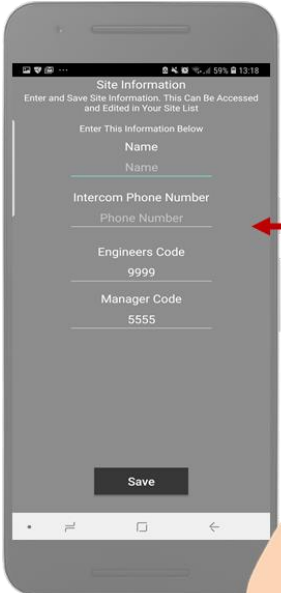 59% 13:18
Site Information
Enter and Save Site Information. This Can Be Accessed
and Edited in Your Site List
Enter This Information Below
Name
Name
Intercom Phone Number
Phone Number
Engineers Code
9999
Manager Code
5555
Save